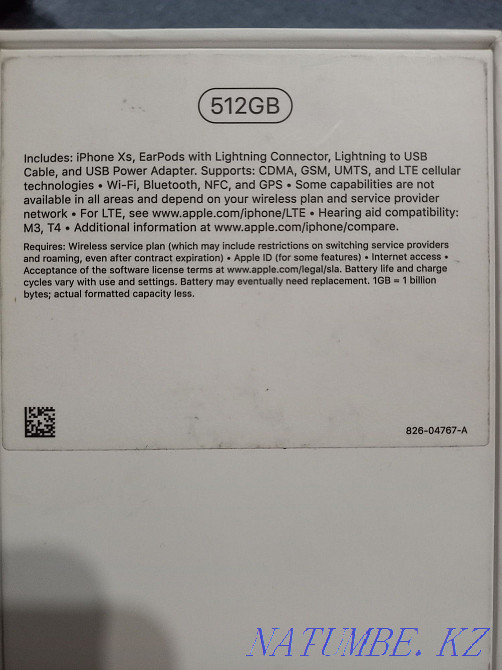 512GB
Includes: iPhone Xs, EarPods with Lightning Connector, Lightning to USB
Cable, and USB Power Adapter. Supports: CDMA, GSM, UMTS, and LTE cellular
technologies • Wi-Fi, Bluetooth, NFC, and GPS • Some capabilities are not
available in all areas and depend on your wireless plan and service provider
network • For LTE, see www.apple.com/iphone/LTE • Hearing aid compatibility:
M3, T4 • Additional information at www.apple.com/iphone/compare.
Requires: Wireless service plan (which may include restrictions on switching service providers
and roaming, even after contract expiration) • Apple ID (for some features) • Internet access •
Acceptance of the software license terms at www.apple.com/legal/sla. Battery life and charge
cycles vary with use and settings. Battery may eventually need replacement. 1GB = 1 billion
bytes; actual formatted capacity less.
826-04767-A
NATUMBE.KZ